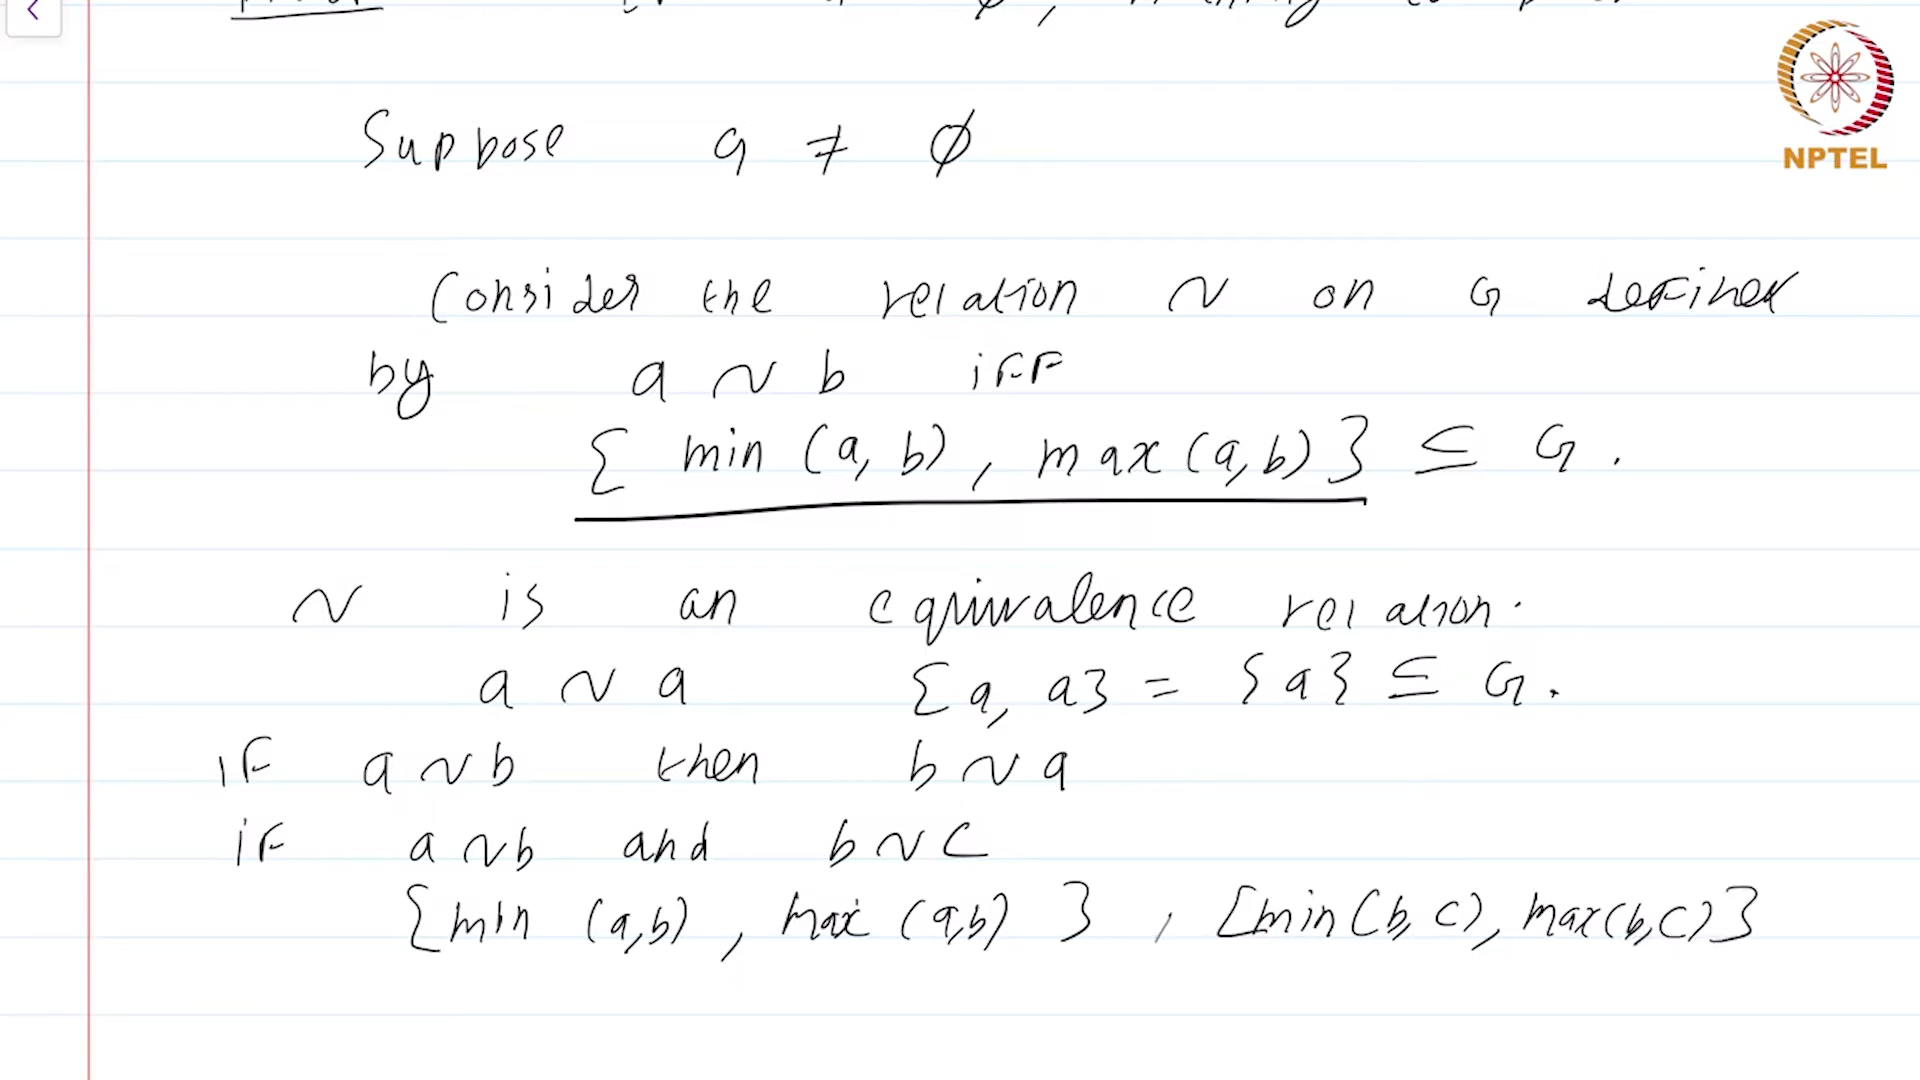 NPTEL
Suppose G ≠ ∅
Consider the relation ~ on G defined
by a ~ b iff
{ min (a, b), max (a, b) } ⊆ G.
~ is an equivalence relation.
a ~ a {a, a} = {a} ⊆ G.
if a ~ b then b ~ a
if a ~ b and b ~ c
{min (a,b), max (a,b) }, [min(b, c), max(b,c)}